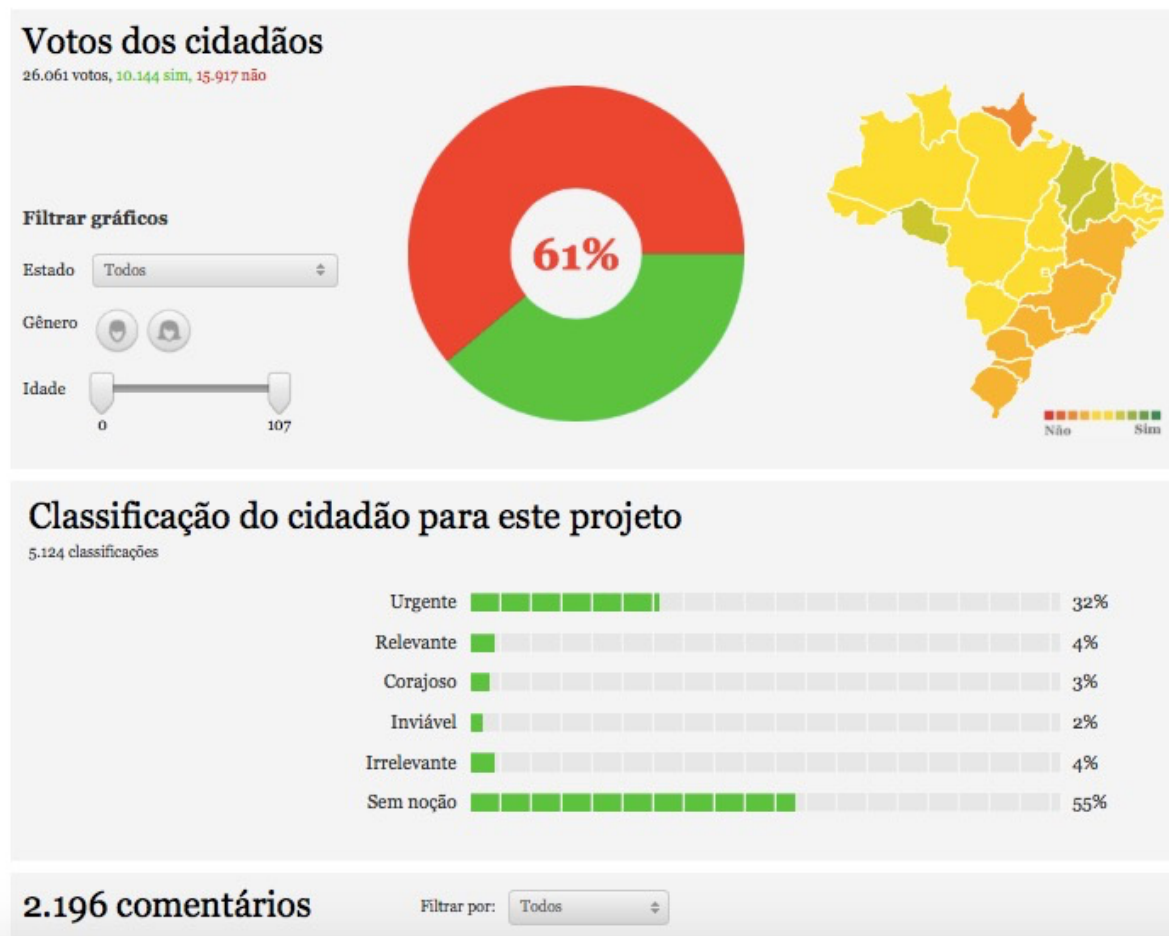 Votos dos cidadãos
26.061 votos, 10.144 sim, 15.917 não
Filtrar gráficos
Estado Todos
Gênero
Idade
0 107
61%
Não Sim
Classificação do cidadão para este projeto
5.124 classificações
Urgente 32%
Relevante 4%
Corajoso 3%
Inviável 2%
Irrelevante 4%
Sem noção 55%
2.196 comentários Filtrar por: Todos